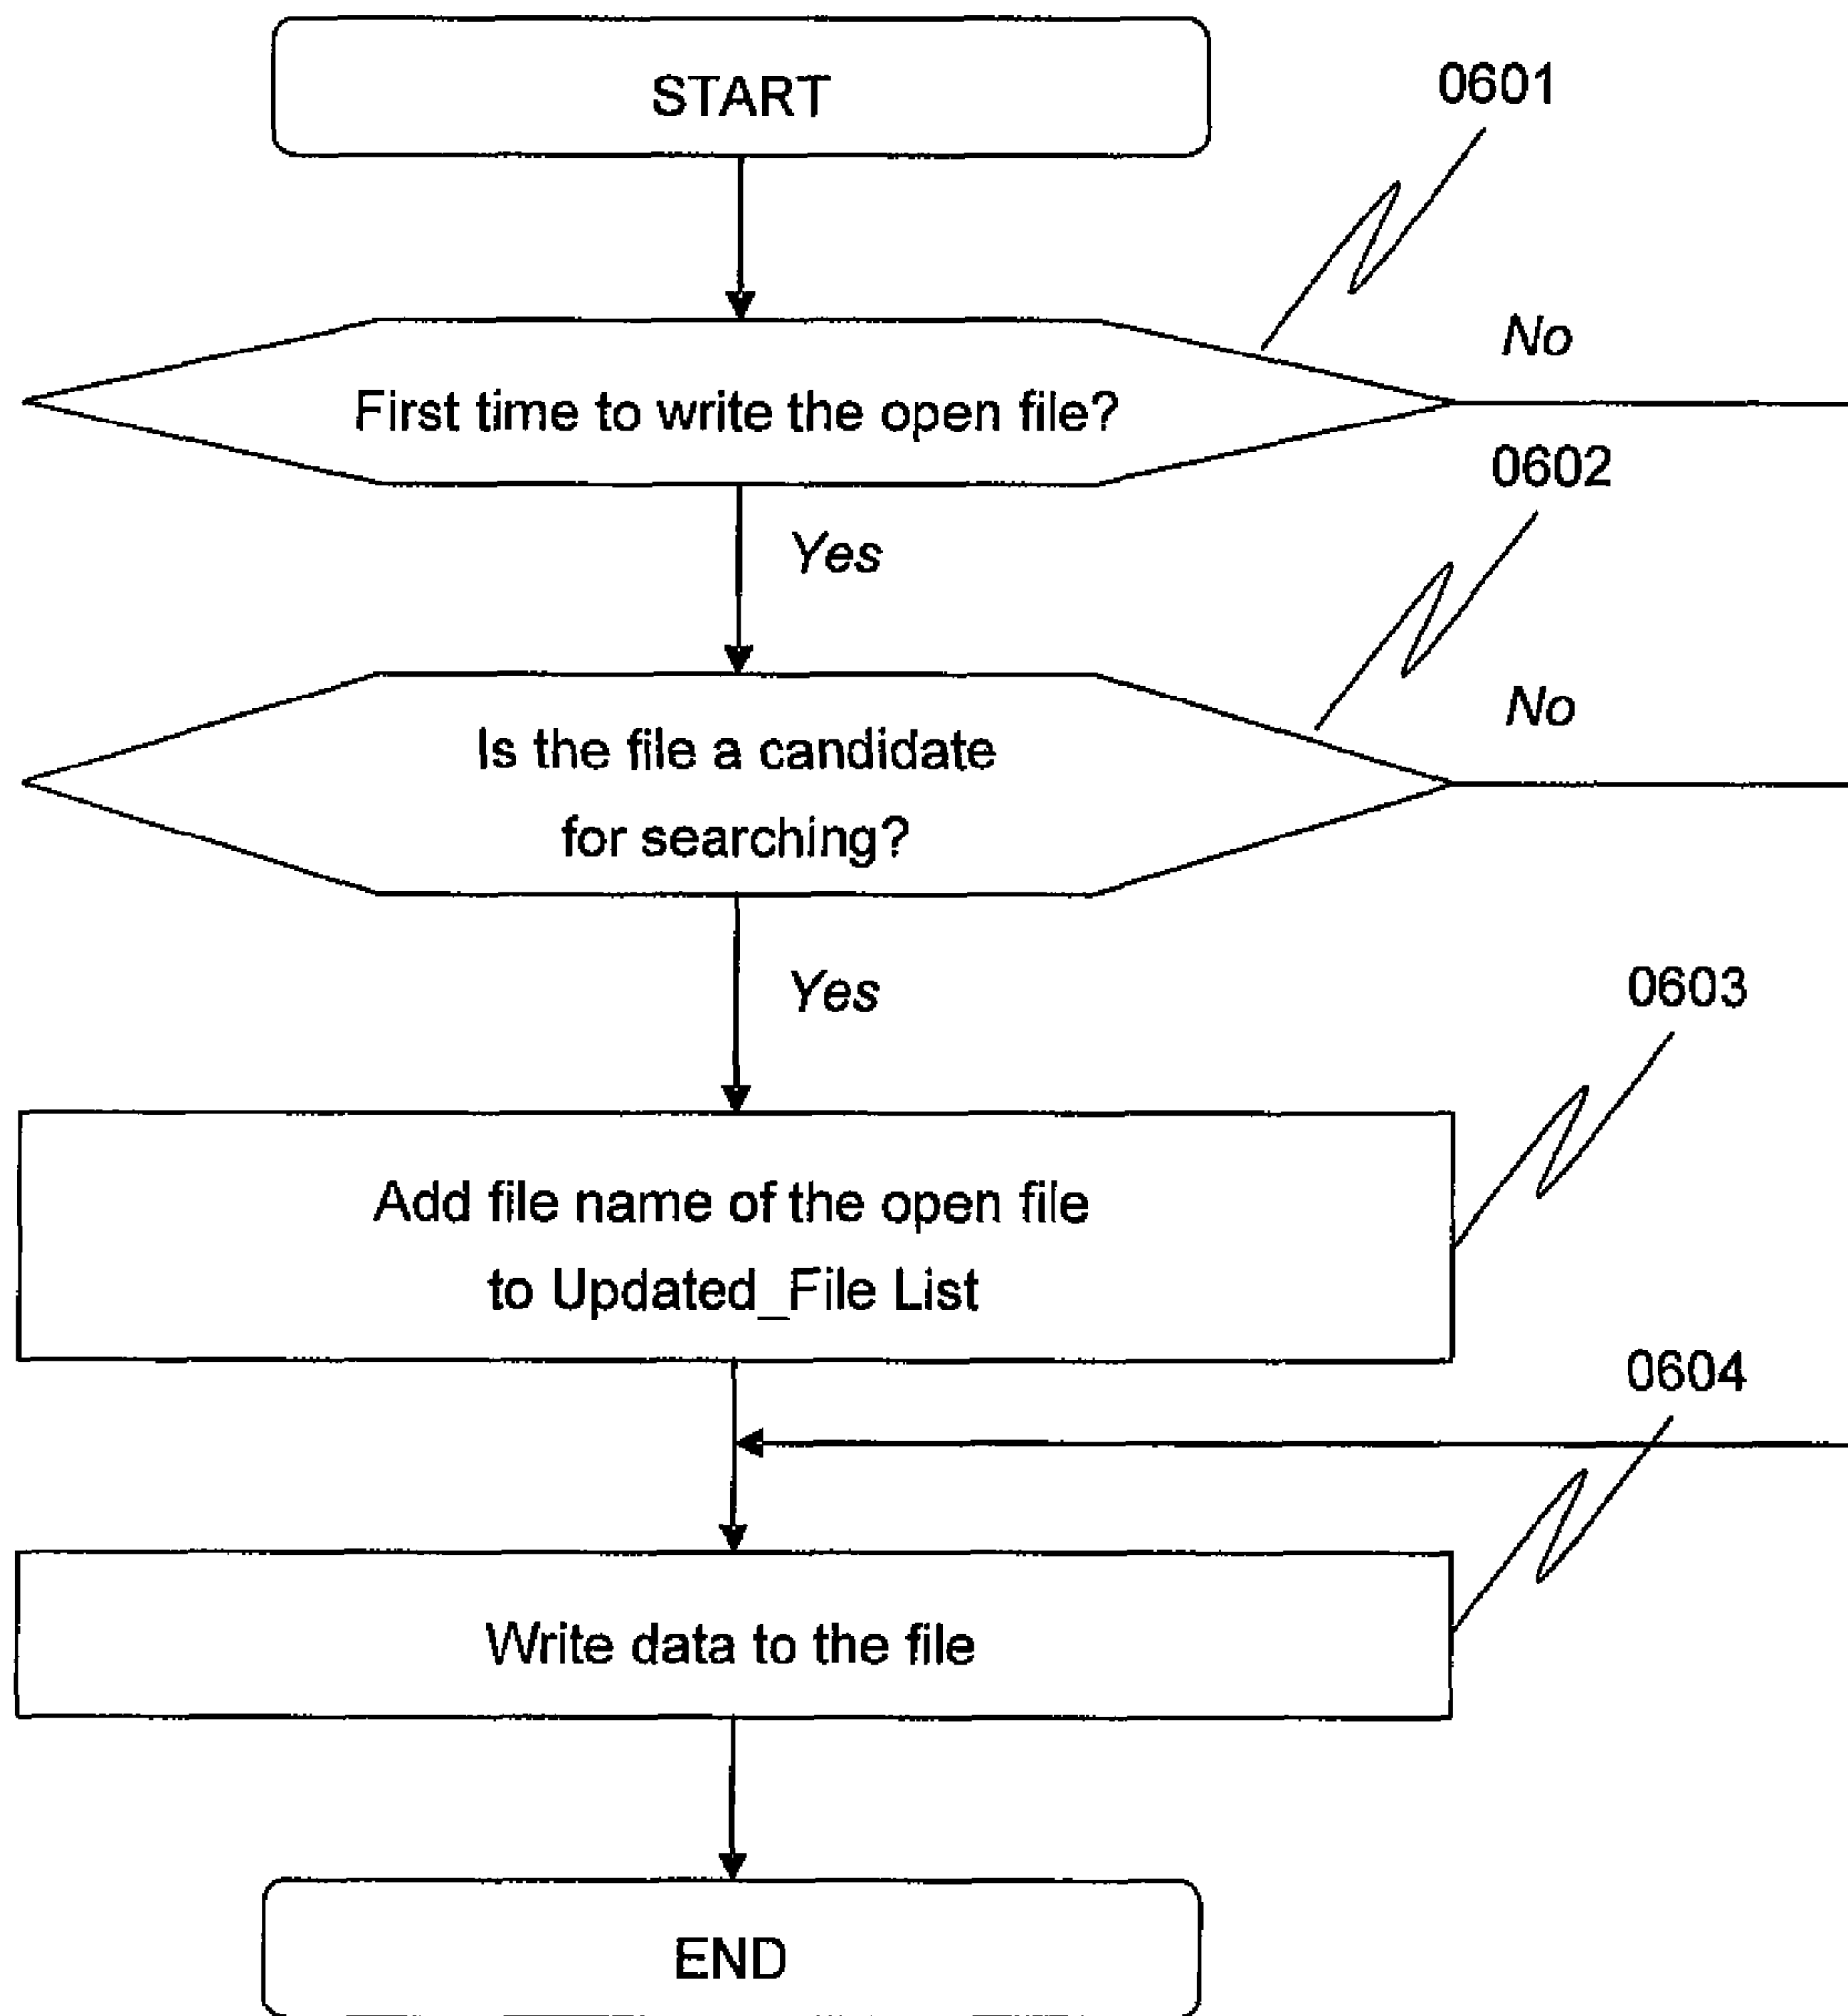 START
0601
No
First time to write the open file?
0602
Yes
No
Is the file a candidate
for searching?
Yes
0603
Add file name of the open file
to Updated_File List
0604
Write data to the file
END